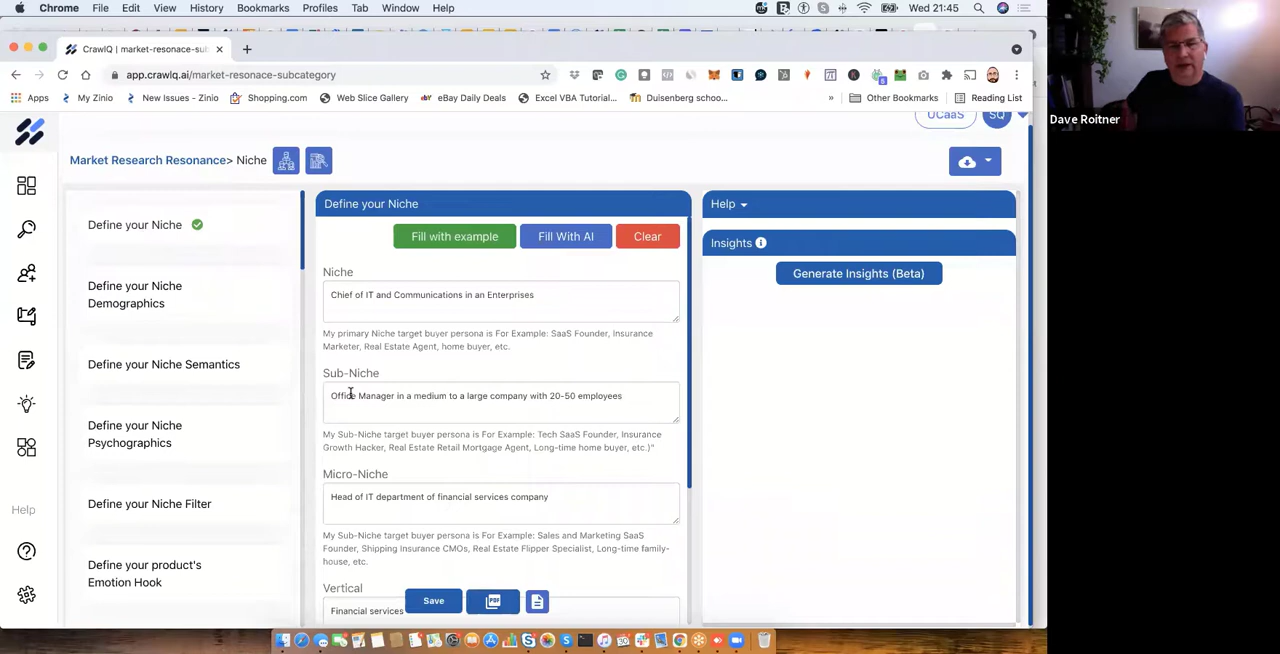 Chrome File Edit View History Bookmarks Profiles Tab Window Help Wed 21:45
CrawlQ | market-resonace-sub
app.crawlq.ai/market-resonace-subcategory
Apps My Zinio New Issues - Zinio Shopping.com Web Slice Gallery eBay Daily Deals Excel VBA Tutorial... Duisenberg schoo... » Other Bookmarks Reading List
UCaaS SQ
Market Research Resonance> Niche
Define your Niche
Define your Niche
Demographics
Define your Niche Semantics
Define your Niche
Psychographics
Define your Niche Filter
Define your product's
Emotion Hook
Help
Define your Niche
Fill with example Fill With AI Clear
Niche
Chief of IT and Communications in an Enterprises
My primary Niche target buyer persona is For Example: SaaS Founder, Insurance
Marketer, Real Estate Agent, home buyer, etc.
Sub-Niche
Office Manager in a medium to a large company with 20-50 employees
My Sub-Niche target buyer persona is For Example: Tech SaaS Founder, Insurance
Growth Hacker, Real Estate Retail Mortgage Agent, Long-time home buyer, etc.)"
Micro-Niche
Head of IT department of financial services company
My Sub-Niche target buyer persona is For Example: Sales and Marketing SaaS
Founder, Shipping Insurance CMOs, Real Estate Flipper Specialist, Long-time family-
house, etc.
Vertical
Financial services
Save
PDF
Help
Insights
Generate Insights (Beta)
Dave Roitner